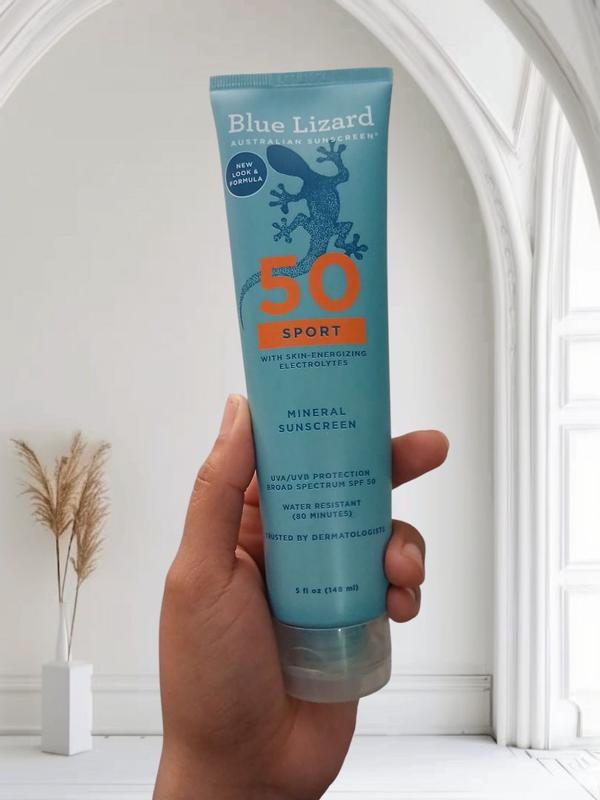 Blue Lizard
AUSTRALIAN SUNSCREEN®
NEW
LOOK &
FORMULA
50
SPORT
WITH SKIN-ENERGIZING
ELECTROLYTES
MINERAL
SUNSCREEN
UVA/UVB PROTECTION
BROAD SPECTRUM SPF 50
WATER RESISTANT
(80 MINUTES)
TRUSTED BY DERMATOLOGISTS
5 fl oz (148 ml)